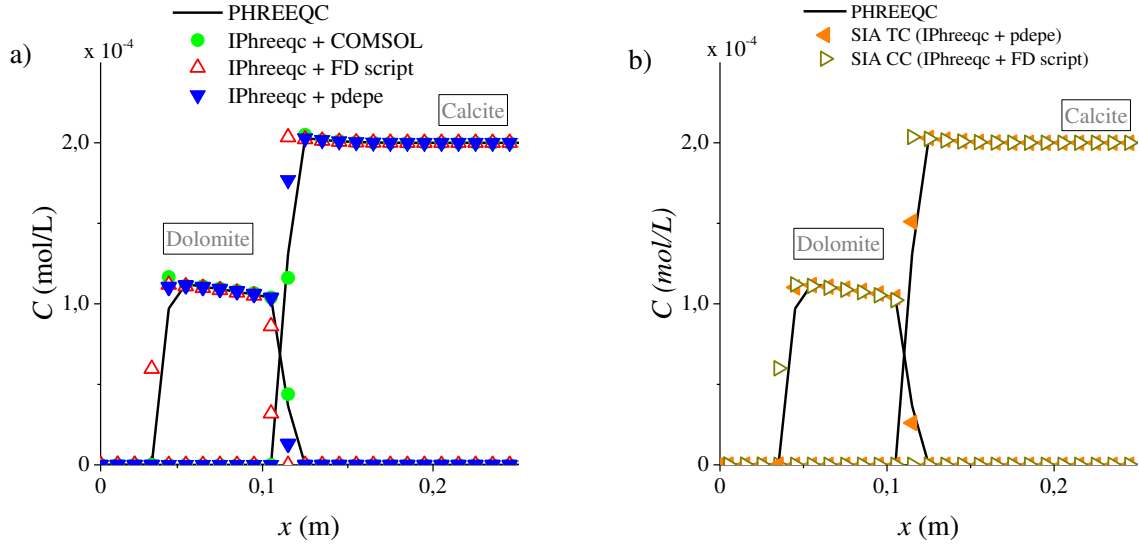 a)
PHREEQC
IPhreeqc + COMSOL
IPhreeqc + FD script
IPhreeqc + pdepe
x 10⁻⁴
2,0
1,0
0
C (mol/L)
Dolomite
Calcite
0
0,1
0,2
x (m)
b)
PHREEQC
SIA TC (IPhreeqc + pdepe)
SIA CC (IPhreeqc + FD script)
x 10⁻⁴
2,0
1,0
0
C (mol/L)
Dolomite
Calcite
0
0,1
0,2
x (m)